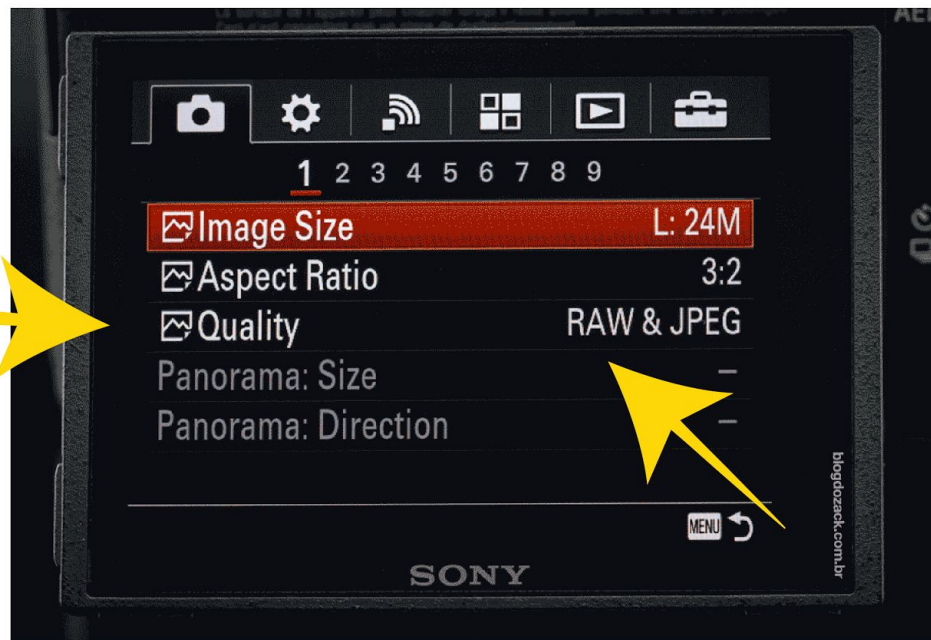 AEL
1 2 3 4 5 6 7 8 9
Image Size L: 24M
Aspect Ratio 3:2
Quality RAW & JPEG
Panorama: Size –
Panorama: Direction –
MENU
SONY
blogdozack.com.br